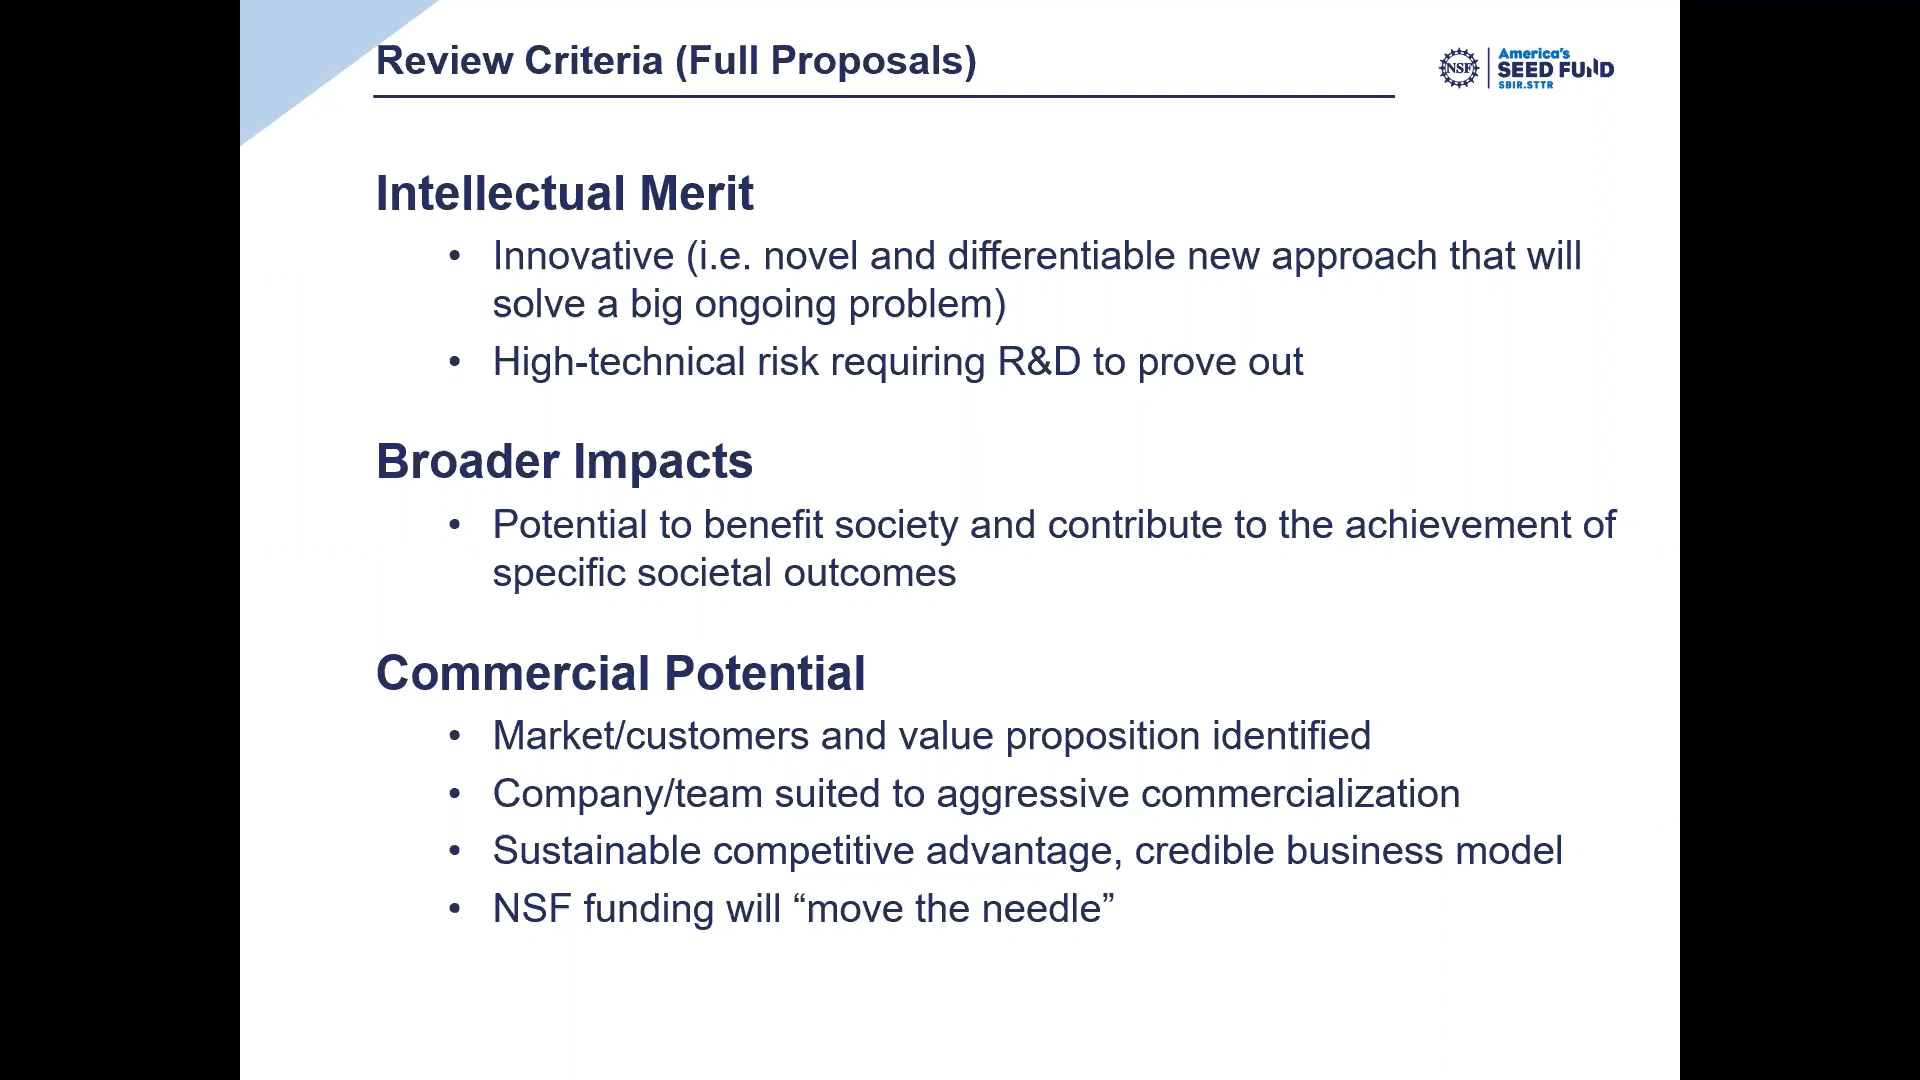 Review Criteria (Full Proposals)
NSF
America's
SEED FUND
SBIR.STTR
Intellectual Merit
• Innovative (i.e. novel and differentiable new approach that will
solve a big ongoing problem)
• High-technical risk requiring R&D to prove out
Broader Impacts
• Potential to benefit society and contribute to the achievement of
specific societal outcomes
Commercial Potential
• Market/customers and value proposition identified
• Company/team suited to aggressive commercialization
• Sustainable competitive advantage, credible business model
• NSF funding will “move the needle”